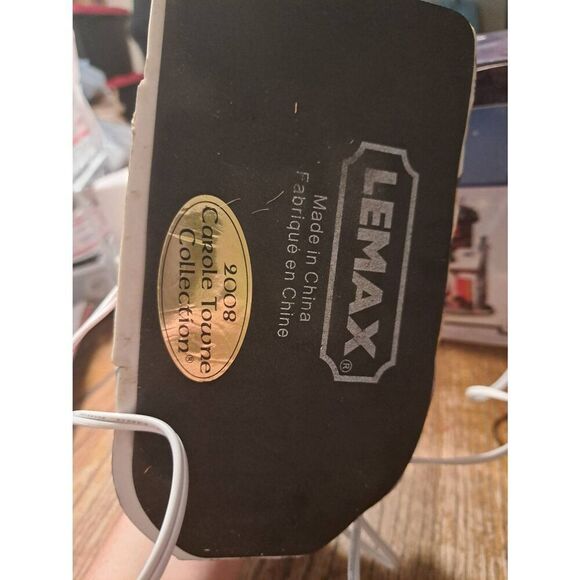 LEMAX®
Made in China
Fabriqué en Chine
2008
Carole Towne
Collection®